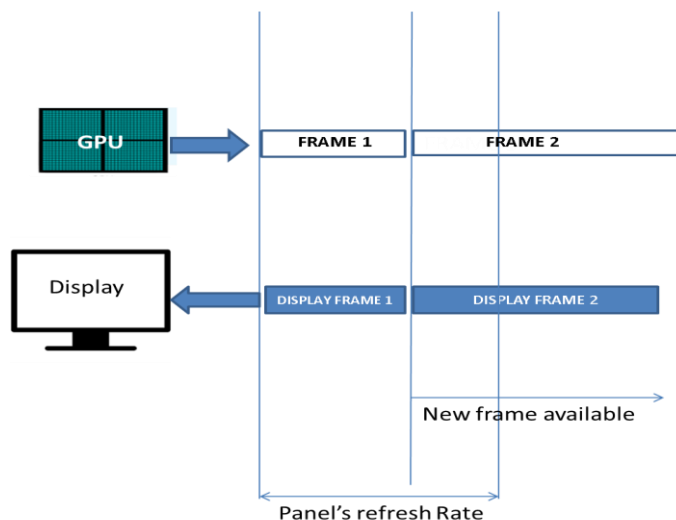 GPU
FRAME 1
FRAME 2
Display
DISPLAY FRAME 1
DISPLAY FRAME 2
New frame available
Panel's refresh Rate